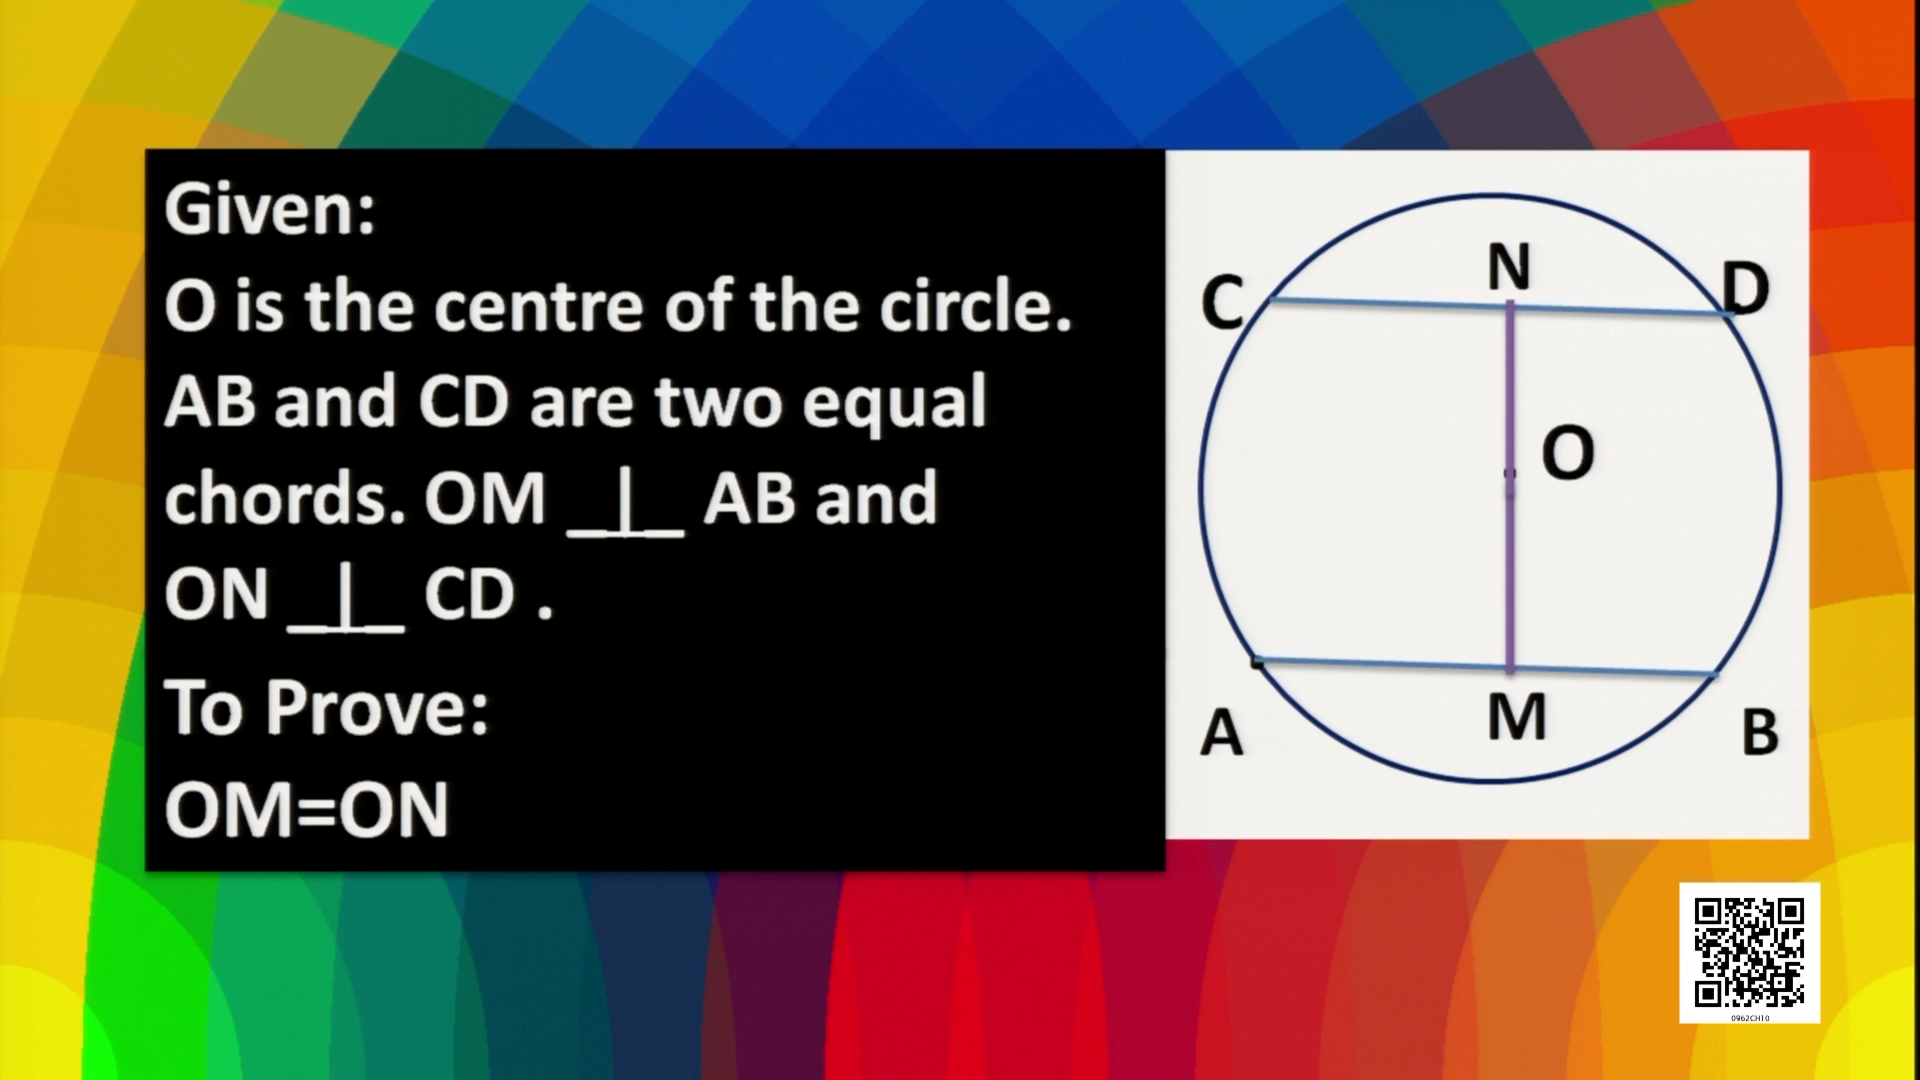 Given:
O is the centre of the circle.
AB and CD are two equal
chords. OM _|_ AB and
ON _|_ CD .
To Prove:
OM=ON
C
N
D
O
A
M
B
0962CH10